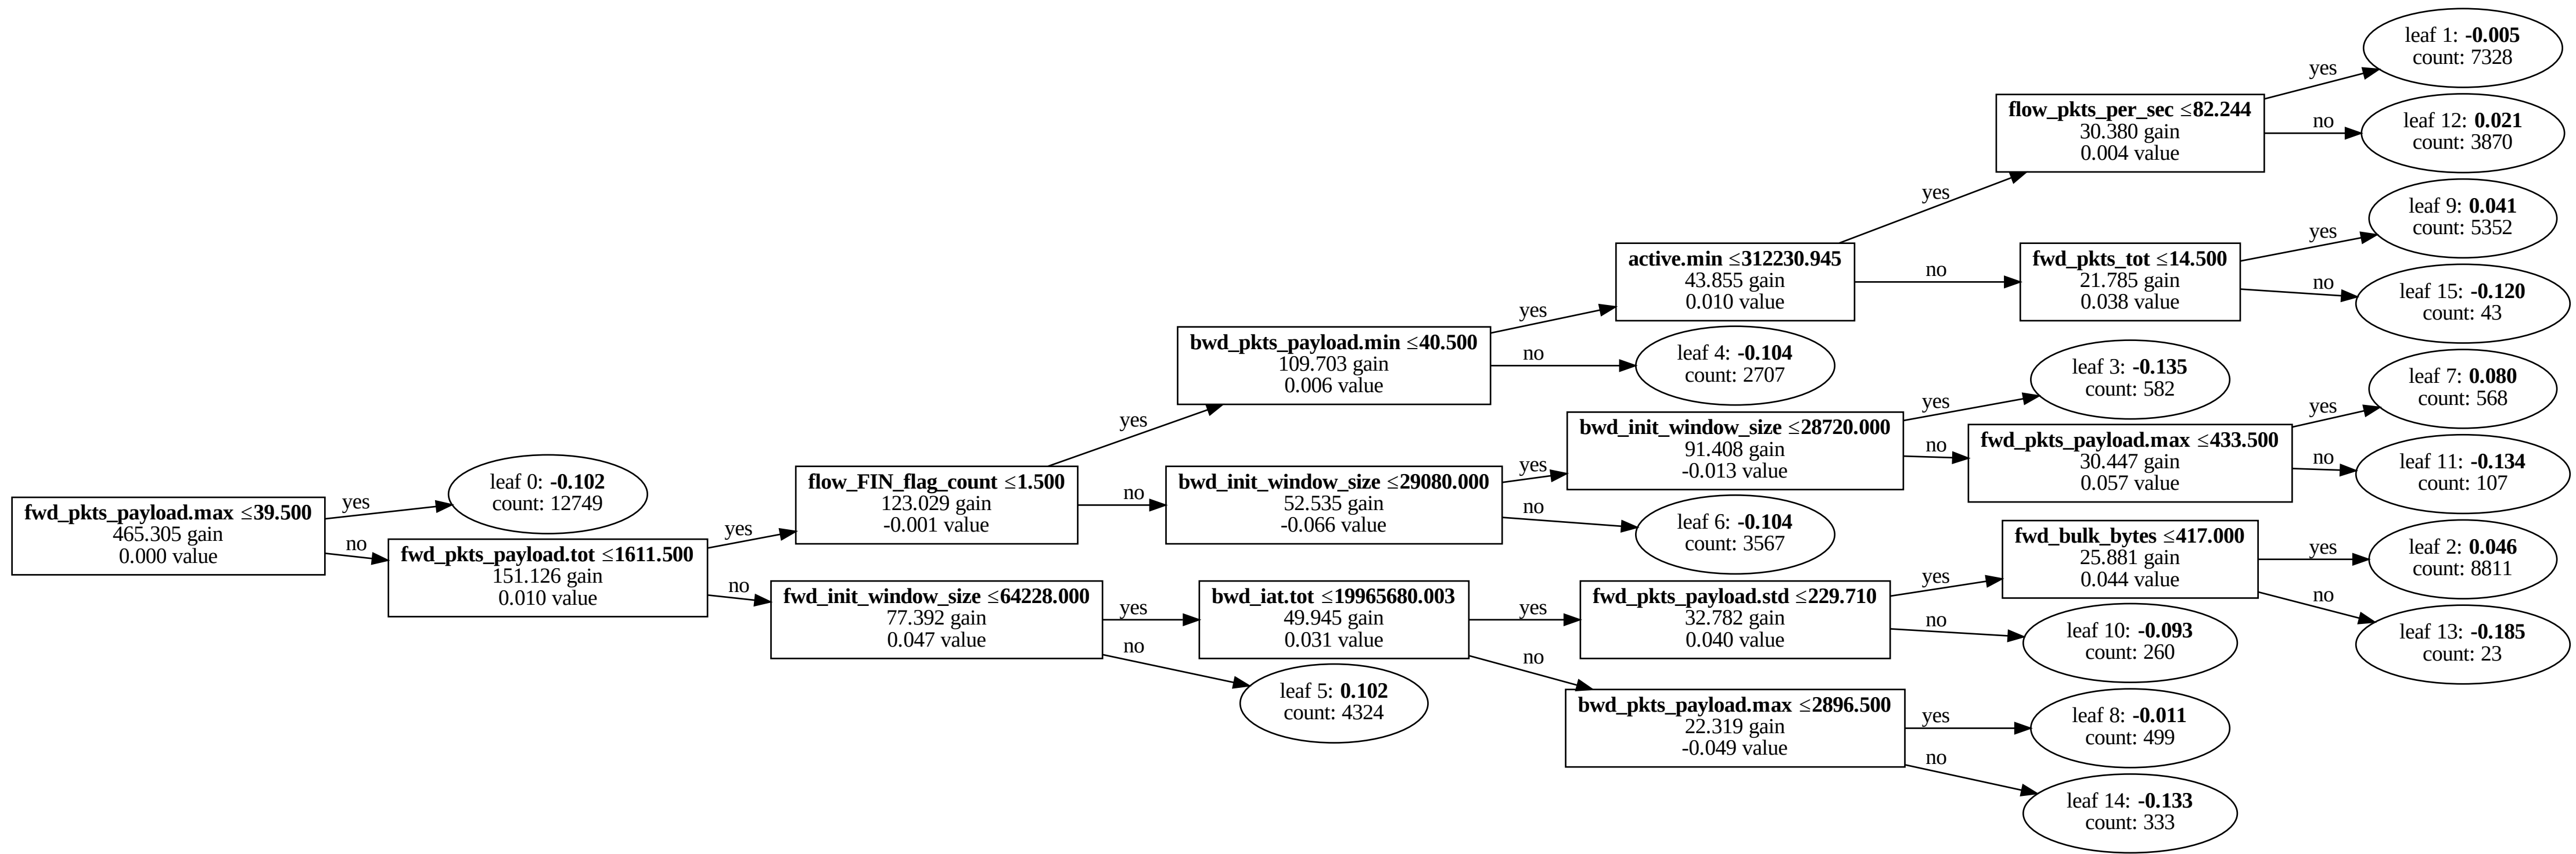 fwd_pkts_payload.max ≤39.500
465.305 gain
0.000 value
yes
no
leaf 0: -0.102
count: 12749
fwd_pkts_payload.tot ≤1611.500
151.126 gain
0.010 value
yes
no
flow_FIN_flag_count ≤1.500
123.029 gain
-0.001 value
yes
no
fwd_init_window_size ≤64228.000
77.392 gain
0.047 value
yes
no
bwd_pkts_payload.min ≤40.500
109.703 gain
0.006 value
yes
no
bwd_init_window_size ≤29080.000
52.535 gain
-0.066 value
yes
no
bwd_iat.tot ≤19965680.003
49.945 gain
0.031 value
yes
no
leaf 5: 0.102
count: 4324
active.min ≤312230.945
43.855 gain
0.010 value
yes
no
leaf 4: -0.104
count: 2707
bwd_init_window_size ≤28720.000
91.408 gain
-0.013 value
yes
no
leaf 6: -0.104
count: 3567
fwd_pkts_payload.std ≤229.710
32.782 gain
0.040 value
yes
no
bwd_pkts_payload.max ≤2896.500
22.319 gain
-0.049 value
yes
no
flow_pkts_per_sec ≤82.244
30.380 gain
0.004 value
yes
no
fwd_pkts_tot ≤14.500
21.785 gain
0.038 value
yes
no
leaf 3: -0.135
count: 582
fwd_pkts_payload.max ≤433.500
30.447 gain
0.057 value
yes
no
fwd_bulk_bytes ≤417.000
25.881 gain
0.044 value
yes
no
leaf 10: -0.093
count: 260
leaf 8: -0.011
count: 499
leaf 14: -0.133
count: 333
leaf 1: -0.005
count: 7328
leaf 12: 0.021
count: 3870
leaf 9: 0.041
count: 5352
leaf 15: -0.120
count: 43
leaf 7: 0.080
count: 568
leaf 11: -0.134
count: 107
leaf 2: 0.046
count: 8811
leaf 13: -0.185
count: 23